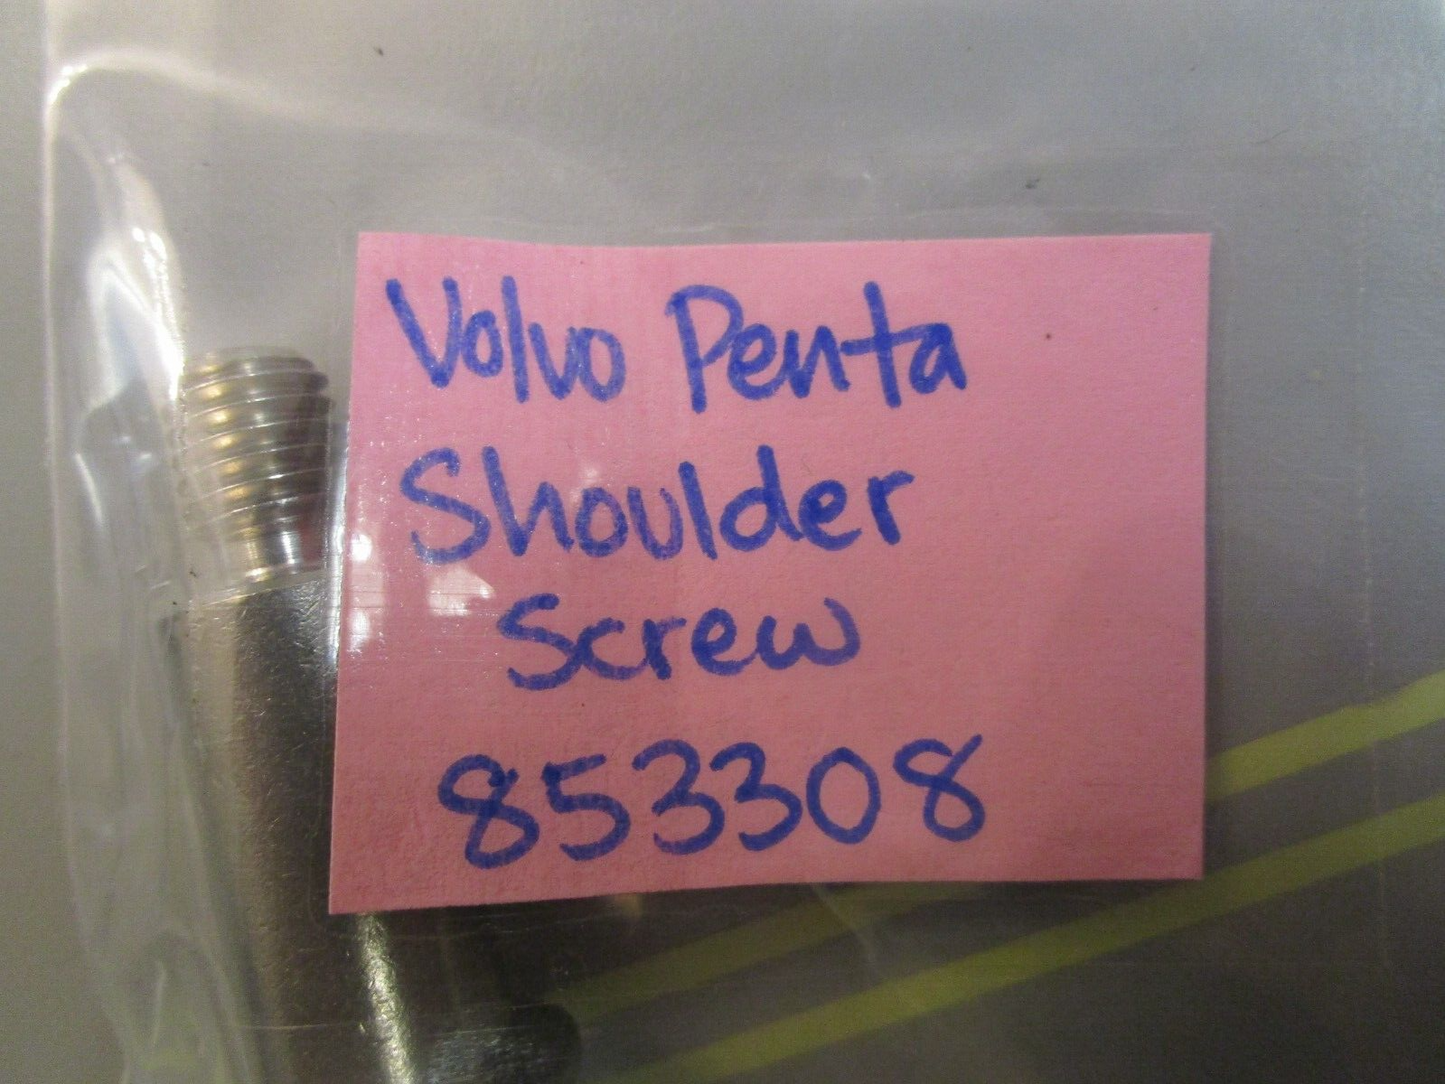 Volvo Penta
Shoulder
Screw
853308